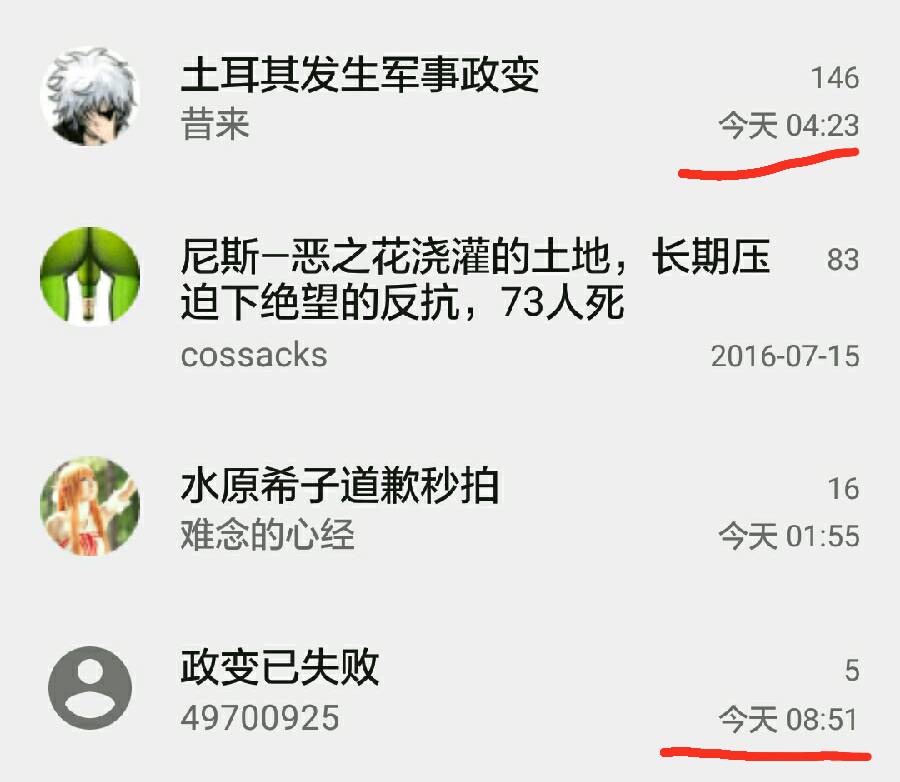 土耳其发生军事政变 146
昔来 今天 04:23
尼斯—恶之花浇灌的土地，长期压 83
迫下绝望的反抗，73人死
cossacks 2016-07-15
水原希子道歉秒拍 16
难念的心经 今天 01:55
政变已失败 5
49700925 今天 08:51